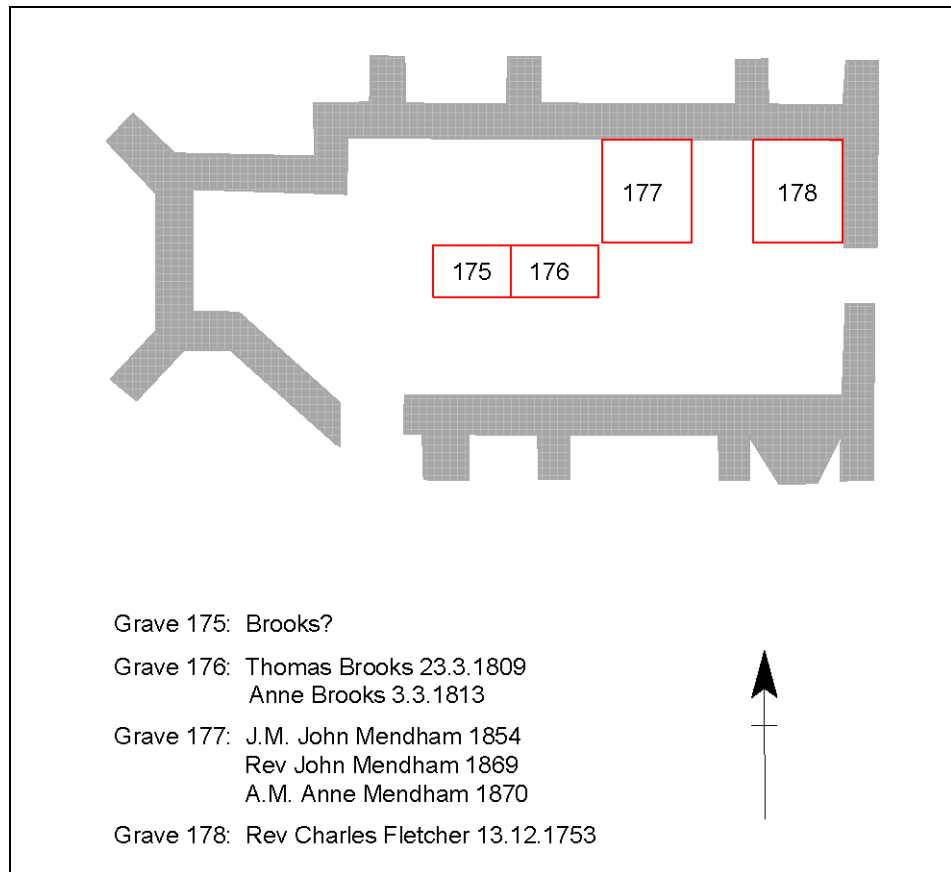 177
178
175
176
Grave 175: Brooks?
Grave 176: Thomas Brooks 23.3.1809
Anne Brooks 3.3.1813
Grave 177: J.M. John Mendham 1854
Rev John Mendham 1869
A.M. Anne Mendham 1870
Grave 178: Rev Charles Fletcher 13.12.1753